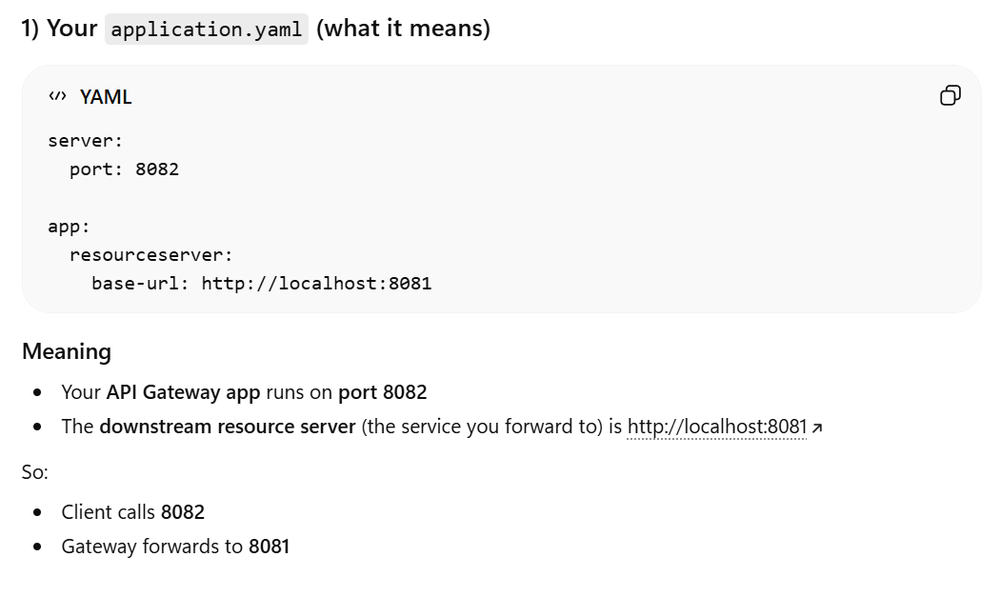 1) Your application.yaml (what it means)
</> YAML
server:
  port: 8082

app:
  resourceserver:
    base-url: http://localhost:8081
Meaning
• Your API Gateway app runs on port 8082
• The downstream resource server (the service you forward to) is http://localhost:8081 ↗
So:
• Client calls 8082
• Gateway forwards to 8081